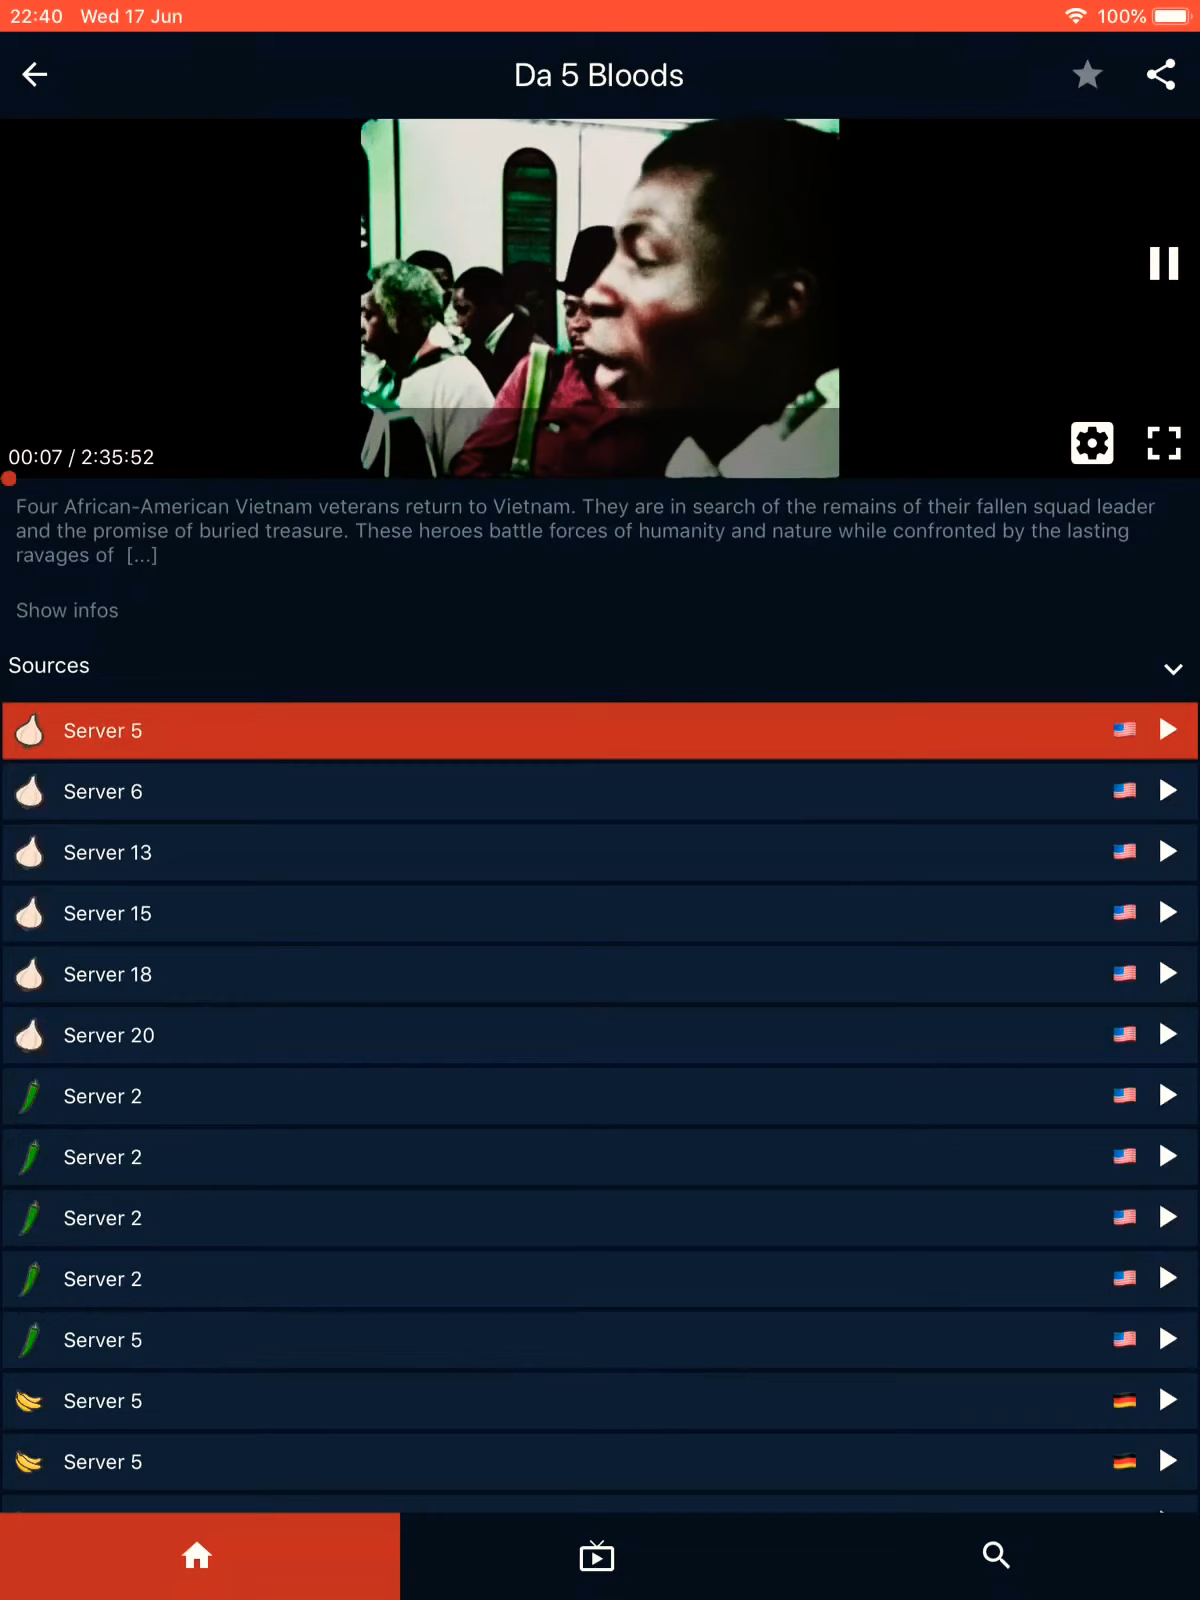 22:40 Wed 17 Jun 100%
Da 5 Bloods
00:07 / 2:35:52
Four African-American Vietnam veterans return to Vietnam. They are in search of the remains of their fallen squad leader
and the promise of buried treasure. These heroes battle forces of humanity and nature while confronted by the lasting
ravages of [...]
Show infos
Sources
Server 5
Server 6
Server 13
Server 15
Server 18
Server 20
Server 2
Server 2
Server 2
Server 2
Server 5
Server 5
Server 5